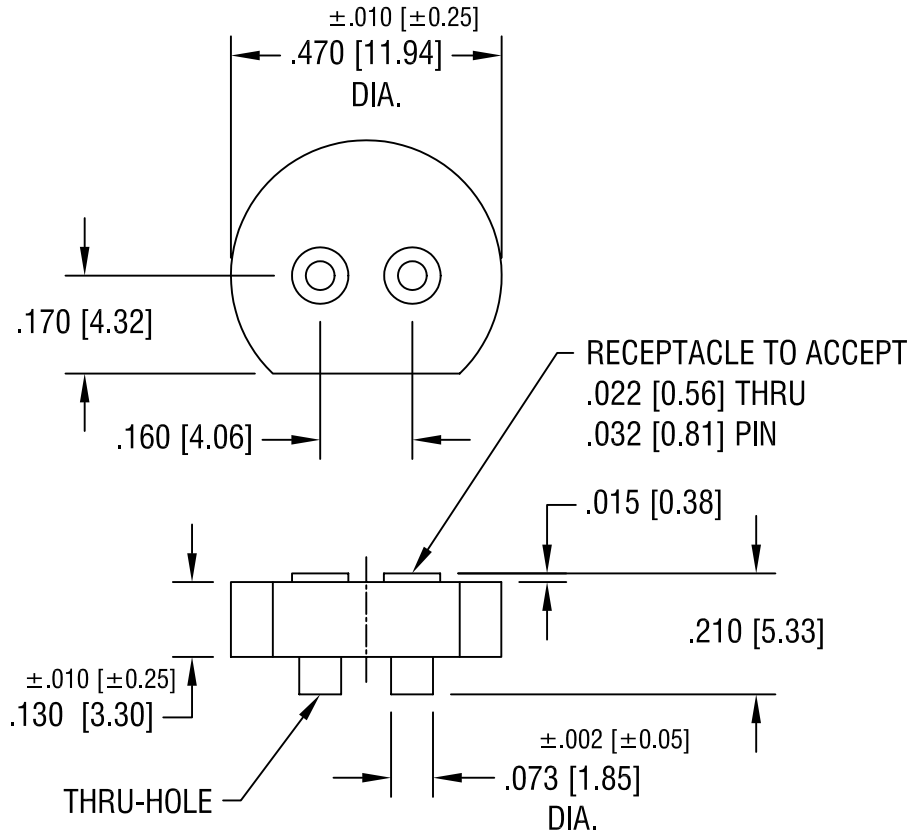 ±.010 [±0.25]
.470 [11.94]
DIA.
.170 [4.32]
RECEPTACLE TO ACCEPT
.022 [0.56] THRU
.032 [0.81] PIN
.160 [4.06]
.015 [0.38]
.210 [5.33]
±.010 [±0.25]
.130 [3.30]
±.002 [±0.05]
.073 [1.85]
DIA.
THRU-HOLE